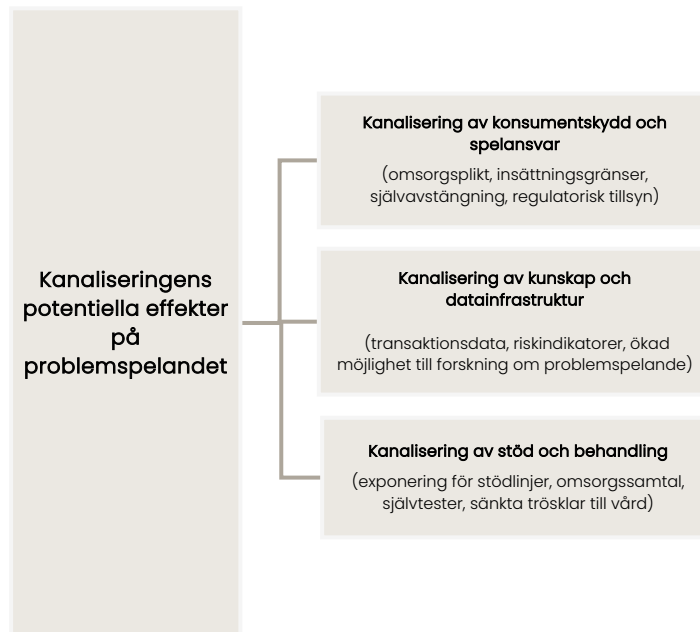 Kanaliseringens
potentiella effekter
på
problemspelandet
Kanalisering av konsumentskydd och
spelansvar
(omsorgsplikt, insättningsgränser,
självavstängning, regulatorisk tillsyn)
Kanalisering av kunskap och
datainfrastruktur
(transaktionsdata, riskindikatorer, ökad
möjlighet till forskning om problemspelande)
Kanalisering av stöd och behandling
(exponering för stödlinjer, omsorgssamtal,
självtester, sänkta trösklar till vård)